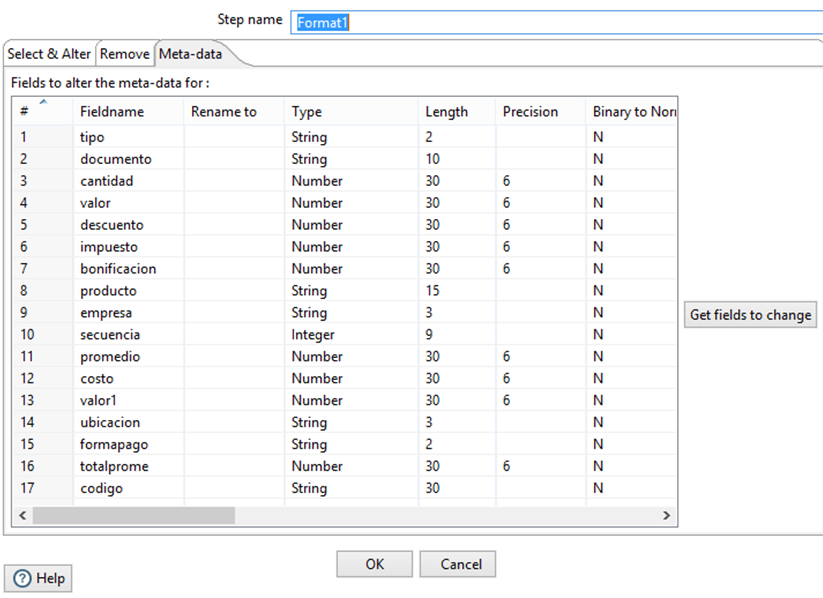 Step name Format1
Select & Alter Remove Meta-data
Fields to alter the meta-data for :
# Fieldname Rename to Type Length Precision Binary to Nor
1 tipo String 2 N
2 documento String 10 N
3 cantidad Number 30 6 N
4 valor Number 30 6 N
5 descuento Number 30 6 N
6 impuesto Number 30 6 N
7 bonificacion Number 30 6 N
8 producto String 15 N
9 empresa String 3 N
10 secuencia Integer 9 N
11 promedio Number 30 6 N
12 costo Number 30 6 N
13 valor1 Number 30 6 N
14 ubicacion String 3 N
15 formapago String 2 N
16 totalprome Number 30 6 N
17 codigo String 30 N
Get fields to change
OK Cancel
? Help